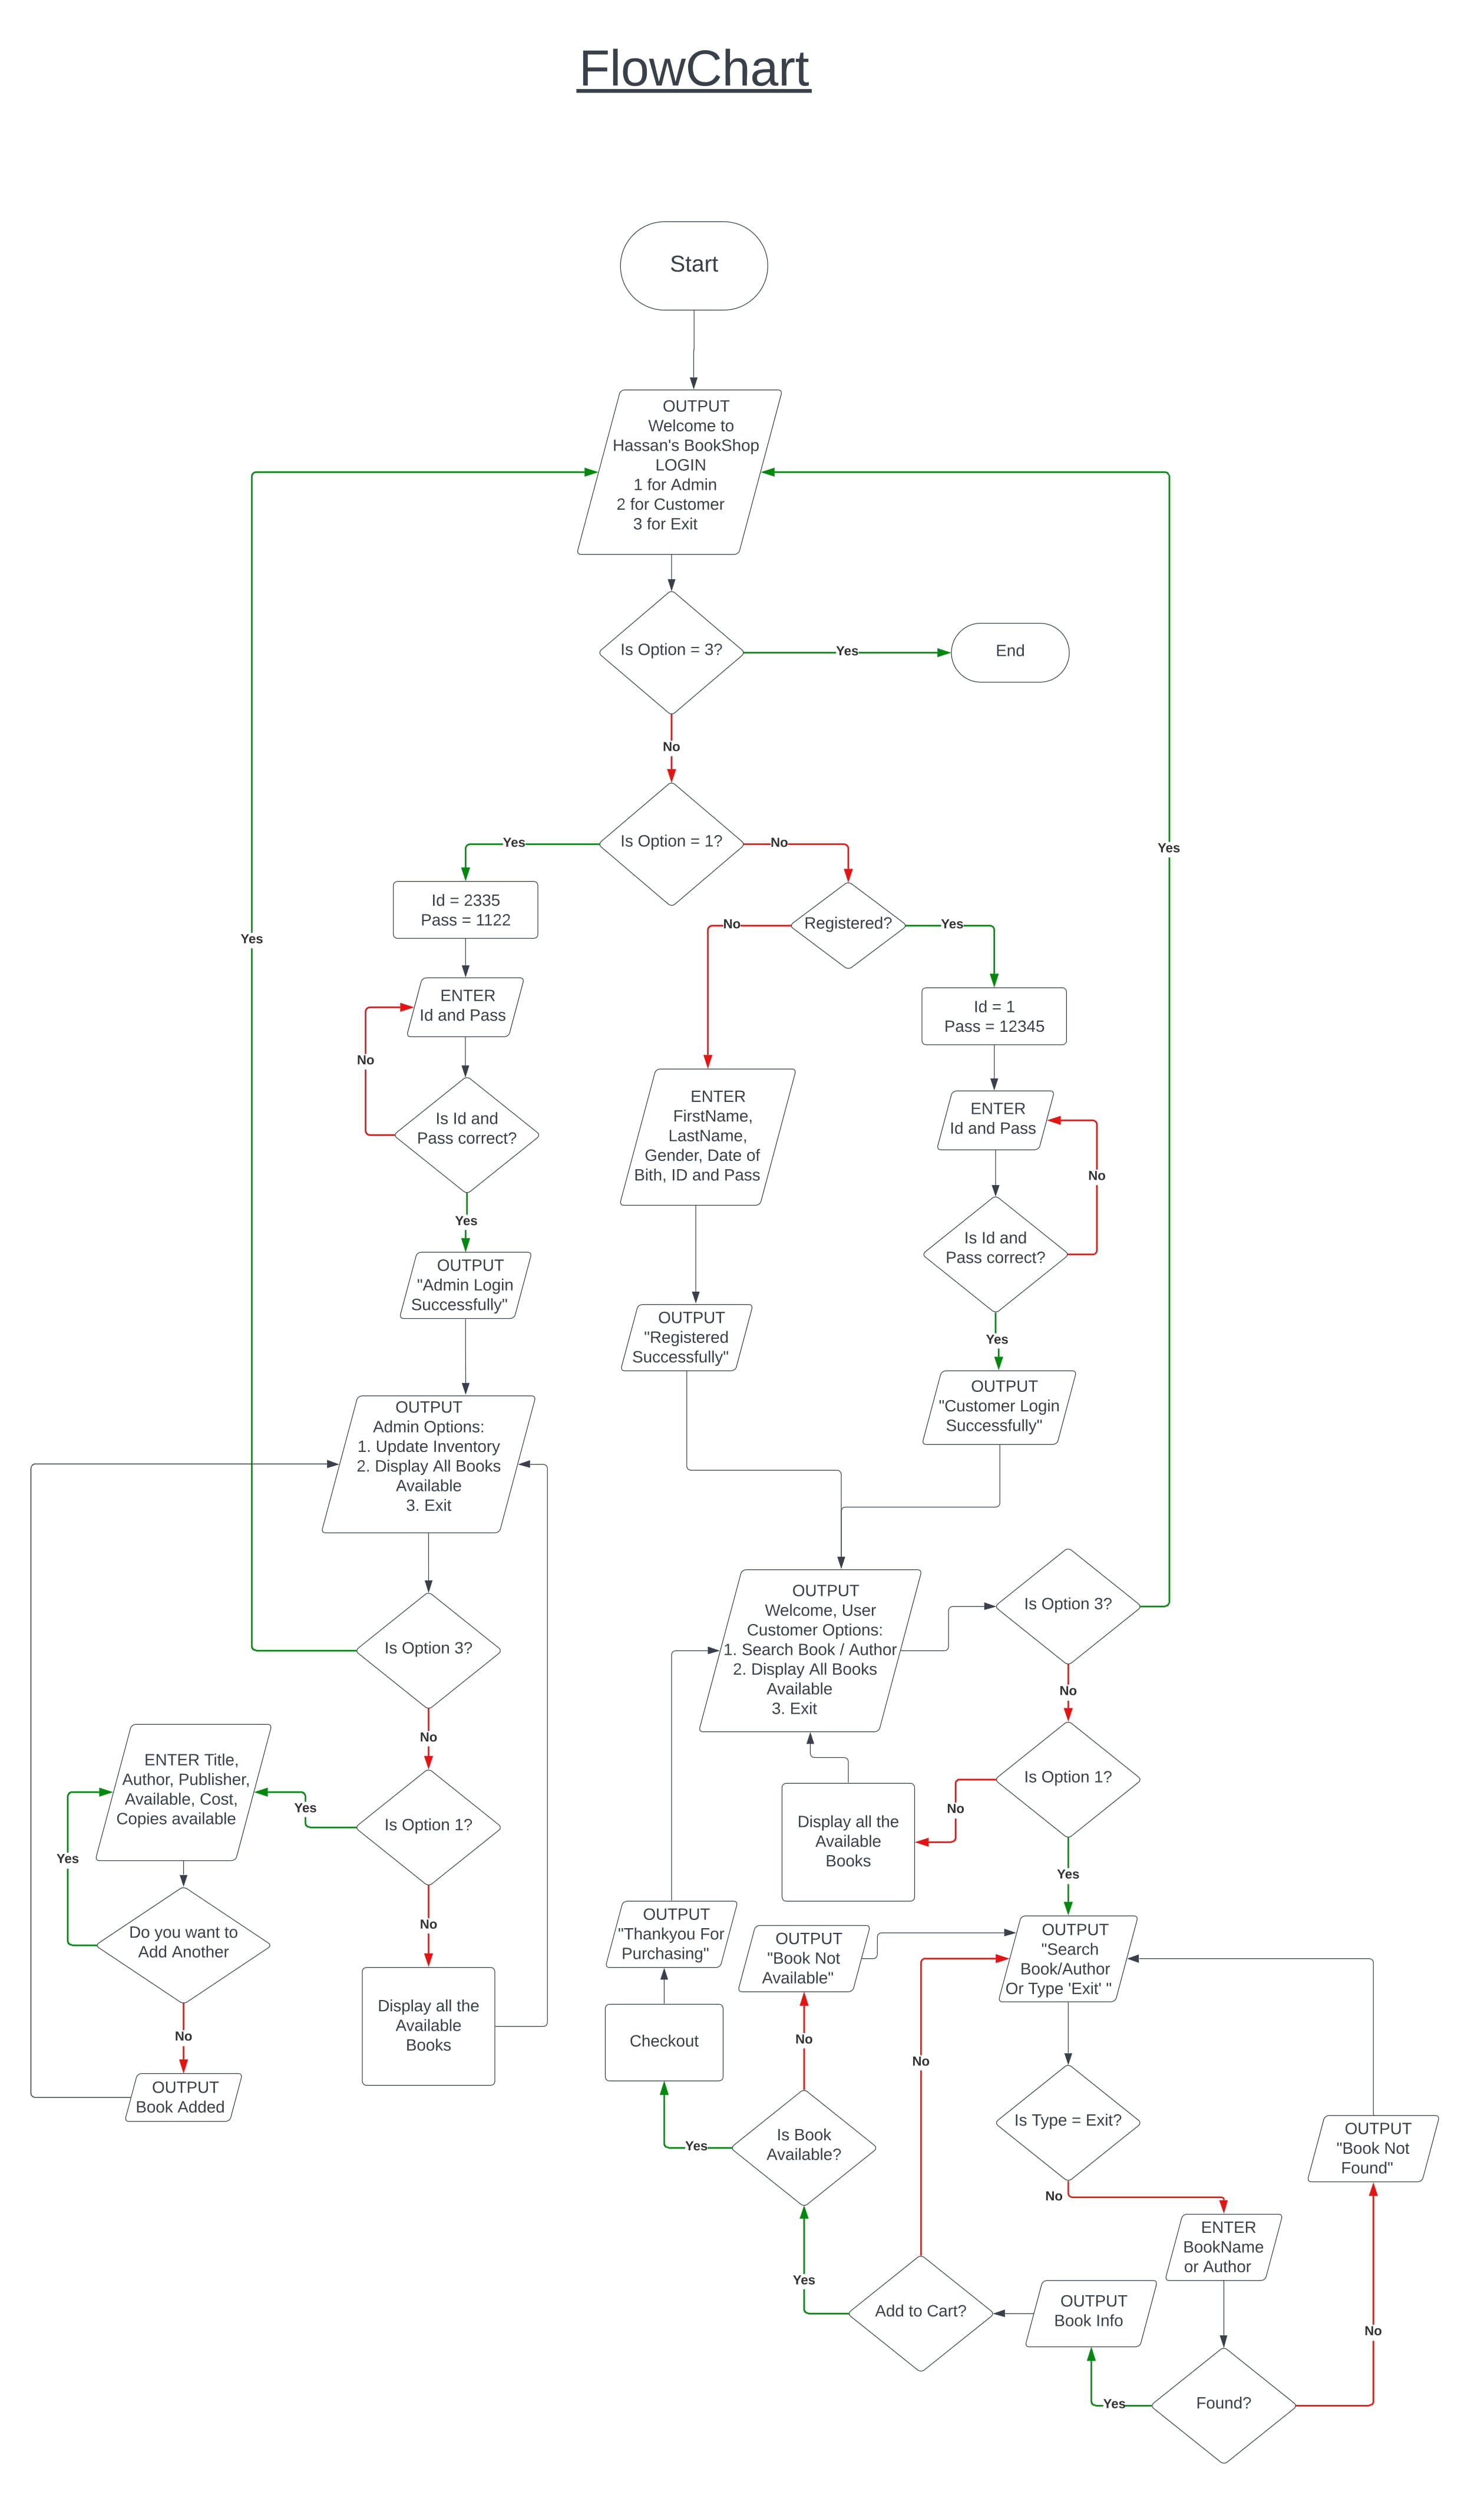 FlowChart
Start
OUTPUT
Welcome to
Hassan's BookShop
LOGIN
1 for Admin
2 for Customer
3 for Exit
Is Option = 3?
Yes
End
No
Is Option = 1?
Yes
No
Id = 2335
Pass = 1122
ENTER
Id and Pass
No
Is Id and
Pass correct?
Yes
OUTPUT
"Admin Login
Successfully"
OUTPUT
Admin Options:
1. Update Inventory
2. Display All Books
Available
3. Exit
Is Option 3?
Yes
No
Is Option 1?
Yes
No
ENTER Title,
Author, Publisher,
Available, Cost,
Copies available
Yes
Do you want to
Add Another
No
OUTPUT
Book Added
Display all the
Available
Books
Registered?
No
Yes
ENTER
FirstName,
LastName,
Gender, Date of
Bith, ID and Pass
OUTPUT
"Registered
Successfully"
Id = 1
Pass = 12345
ENTER
Id and Pass
No
Is Id and
Pass correct?
Yes
OUTPUT
"Customer Login
Successfully"
OUTPUT
Welcome, User
Customer Options:
1. Search Book / Author
2. Display All Books
Available
3. Exit
Is Option 3?
Yes
No
Is Option 1?
No
Yes
Display all the
Available
Books
OUTPUT
"Search
Book/Author
Or Type 'Exit' "
Is Type = Exit?
No
ENTER
BookName
or Author
Found?
No
OUTPUT
"Book Not
Found"
Yes
OUTPUT
Book Info
Add to Cart?
No
Yes
Is Book
Available?
No
OUTPUT
"Book Not
Available"
Yes
Checkout
OUTPUT
"Thankyou For
Purchasing"